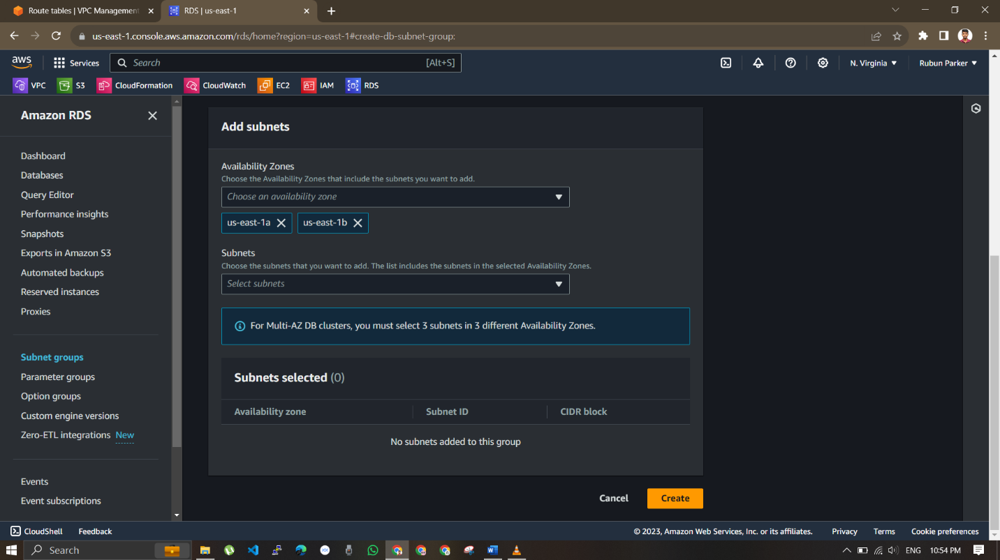 Route tables | VPC Management
RDS | us-east-1
us-east-1.console.aws.amazon.com/rds/home?region=us-east-1#create-db-subnet-group:
aws
Services
Search
[Alt+S]
N. Virginia
Rubun Parker
VPC
S3
CloudFormation
CloudWatch
EC2
IAM
RDS
Amazon RDS
Dashboard
Databases
Query Editor
Performance insights
Snapshots
Exports in Amazon S3
Automated backups
Reserved instances
Proxies
Subnet groups
Parameter groups
Option groups
Custom engine versions
Zero-ETL integrations New
Events
Event subscriptions
Add subnets
Availability Zones
Choose the Availability Zones that include the subnets you want to add.
Choose an availability zone
us-east-1a
us-east-1b
Subnets
Choose the subnets that you want to add. The list includes the subnets in the selected Availability Zones.
Select subnets
For Multi-AZ DB clusters, you must select 3 subnets in 3 different Availability Zones.
Subnets selected (0)
Availability zone
Subnet ID
CIDR block
No subnets added to this group
Cancel
Create
CloudShell
Feedback
© 2023, Amazon Web Services, Inc. or its affiliates.
Privacy
Terms
Cookie preferences
Search
ENG
10:54 PM